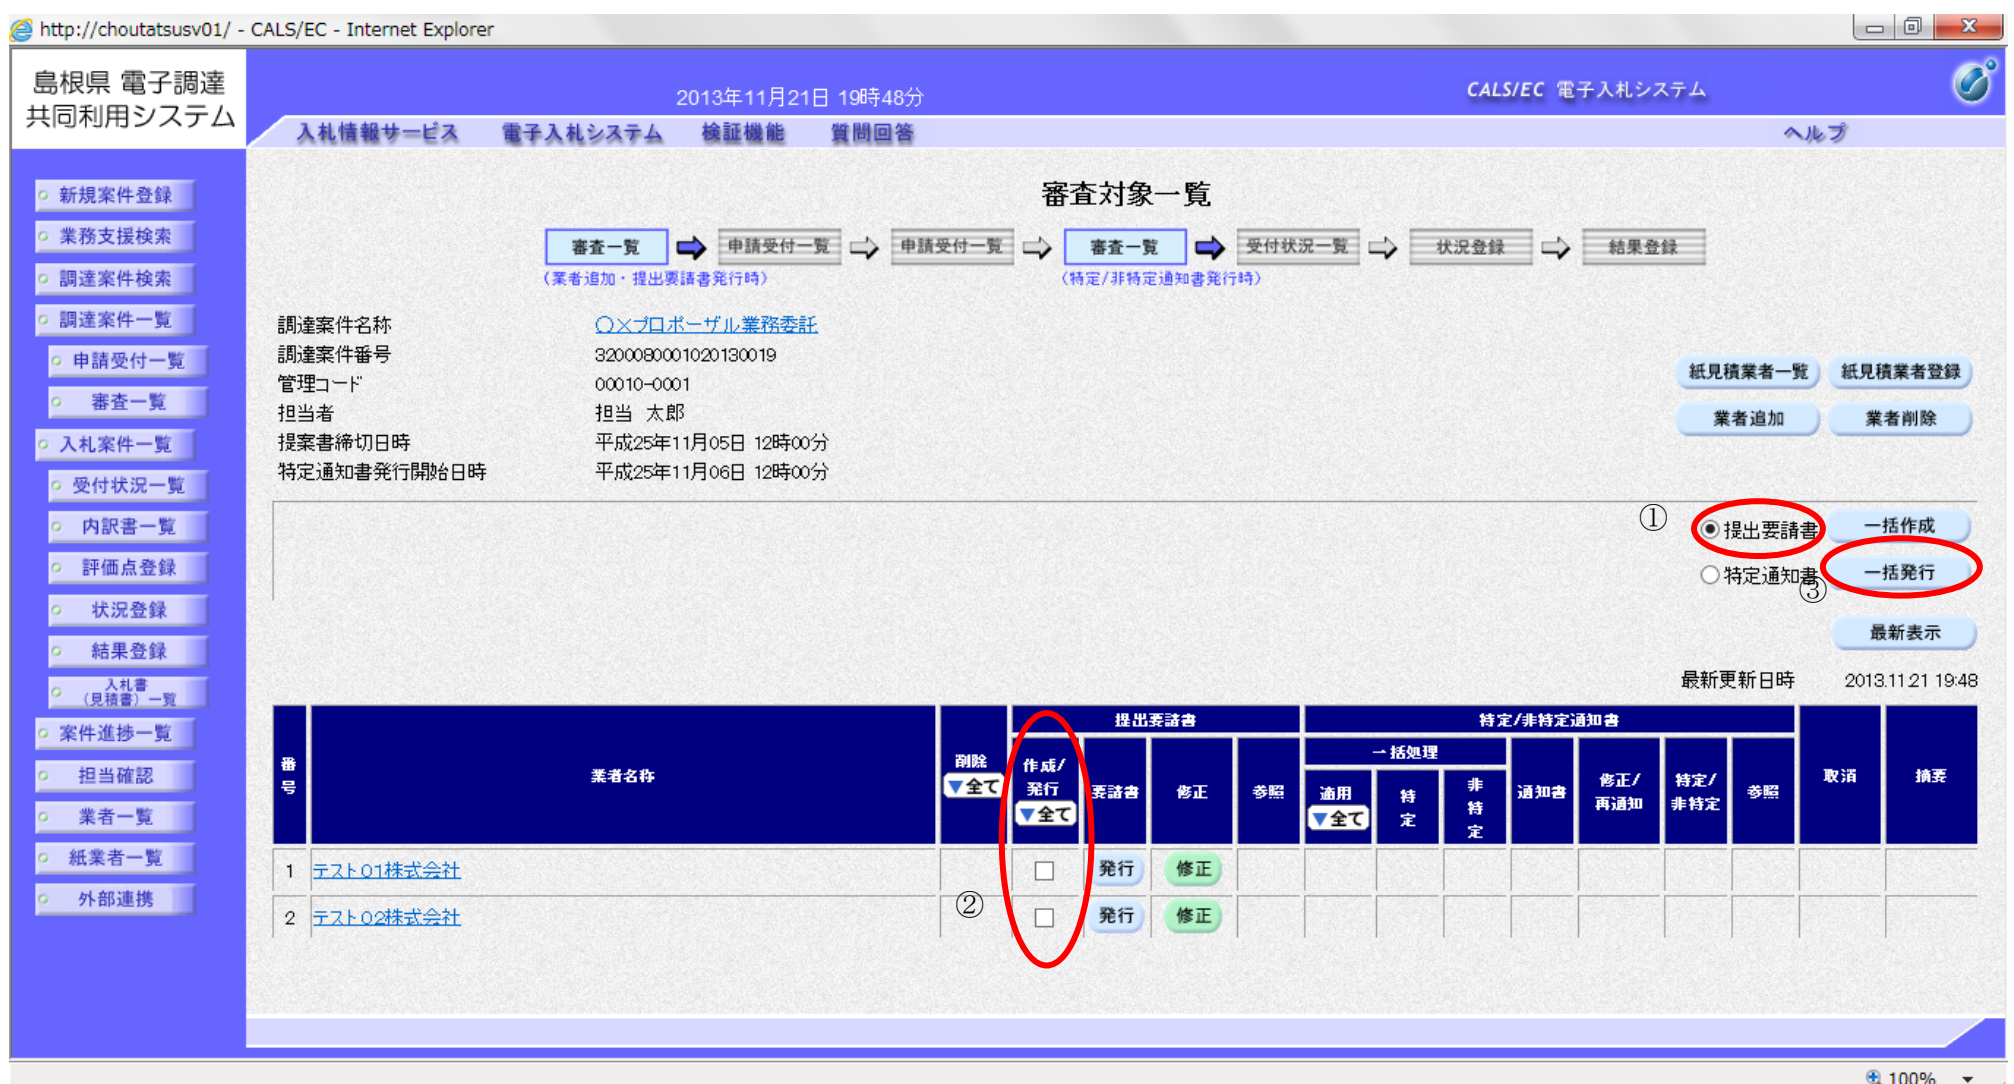 http://choutatsusv01/ - CALS/EC - Internet Explorer
島根県 電子調達
共同利用システム
2013年11月21日 19時48分
CALS/EC 電子入札システム
入札情報サービス 電子入札システム 検証機能 質問回答 ヘルプ
新規案件登録
業務支援検索
調達案件検索
調達案件一覧
申請受付一覧
審査一覧
入札案件一覧
受付状況一覧
内訳書一覧
評価点登録
状況登録
結果登録
入札書
(見積書) 一覧
案件進捗一覧
担当確認
業者一覧
紙業者一覧
外部連携
審査対象一覧
審査一覧 申請受付一覧 申請受付一覧 審査一覧 受付状況一覧 状況登録 結果登録
(業者追加・提出要請書発行時) (特定/非特定通知書発行時)
調達案件名称 〇×プロポーザル業務委託
調達案件番号 3200080001020130019
管理コード 00010-0001
担当者 担当 太郎
提案書締切日時 平成25年11月05日 12時00分
特定通知書発行開始日時 平成25年11月06日 12時00分
紙見積業者一覧 紙見積業者登録
業者追加 業者削除
① 提出要請書 一括作成
特定通知書 一括発行
③
最新表示
最新更新日時 2013.11.21 19:48
番号 業者名称 削除 ▼全て 提出要請書 特定/非特定通知書 取消 摘要
作成/発行 ▼全て 要請書 修正 参照 一括処理 通知書 修正/再通知 特定/非特定 参照
適用 ▼全て 特定 非特定
1 テスト01株式会社 発行 修正
②
2 テスト02株式会社 発行 修正
100%